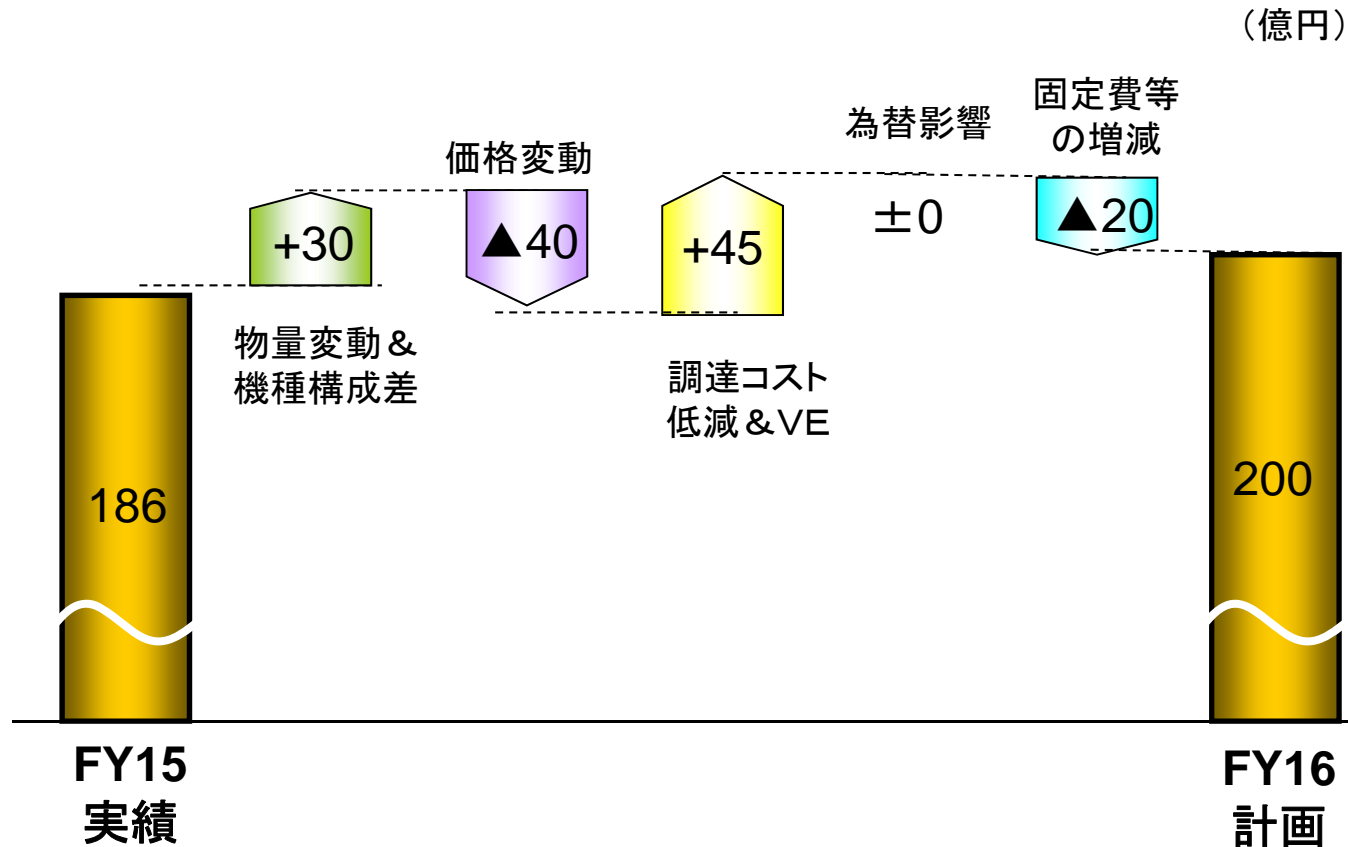 （億円）
固定費等
の増減
為替影響
価格変動
+30
▲40
+45
±0
▲20
物量変動＆
機種構成差
調達コスト
低減＆VE
186
200
FY15
実績
FY16
計画